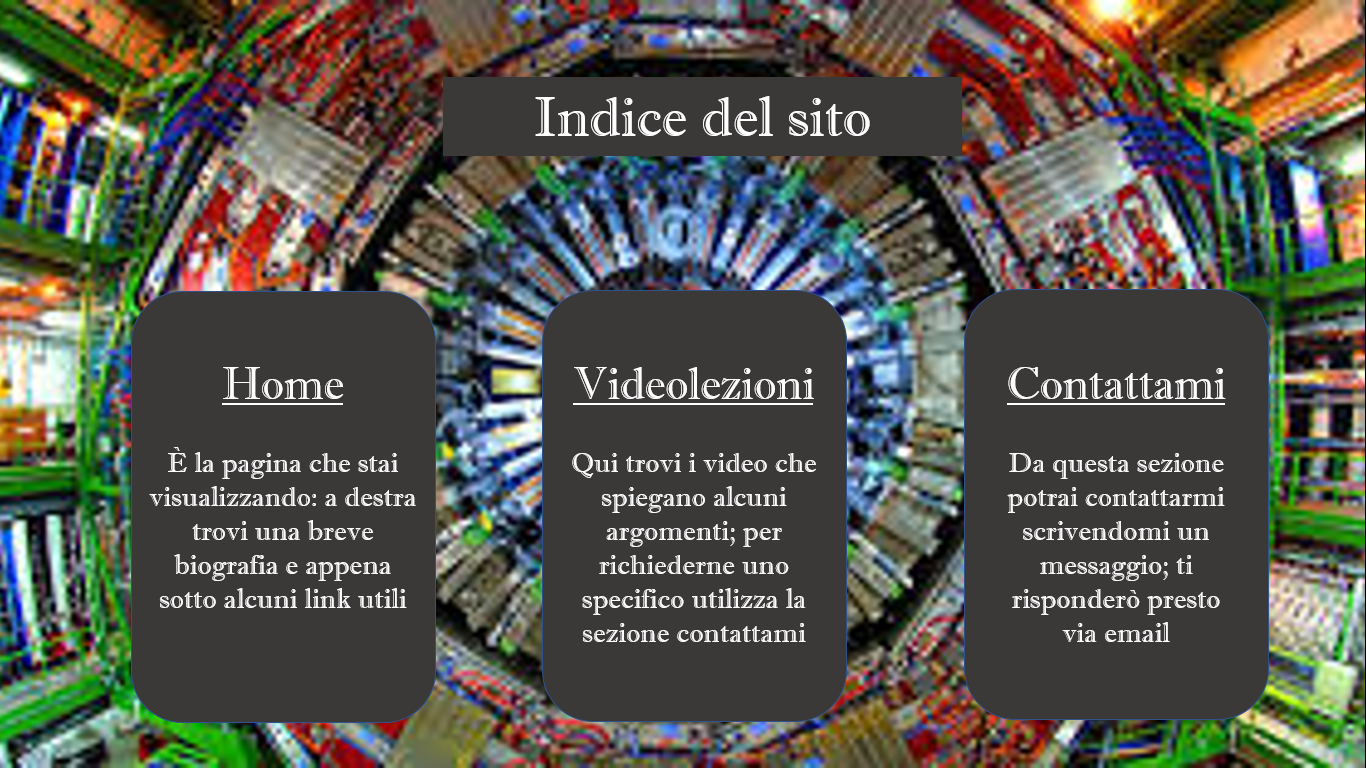 Indice del sito
Home
È la pagina che stai
visualizzando: a destra
trovi una breve
biografia e appena
sotto alcuni link utili
Videolezioni
Qui trovi i video che
spiegano alcuni
argomenti; per
richiederne uno
specifico utilizza la
sezione contattami
Contattami
Da questa sezione
potrai contattarmi
scrivendomi un
messaggio; ti
risponderò presto
via email